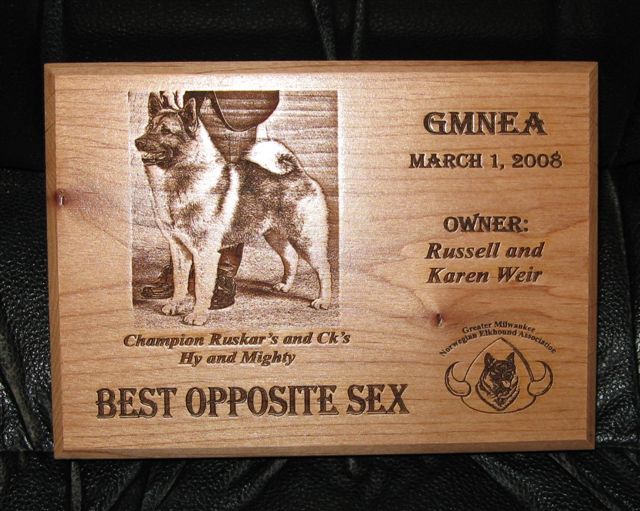 GMNEA
MARCH 1, 2008
OWNER:
Russell and
Karen Weir
Champion Ruskar's and Ck's
Hy and Mighty
BEST OPPOSITE SEX
Greater Milwaukee
Norwegian Elkhound Association